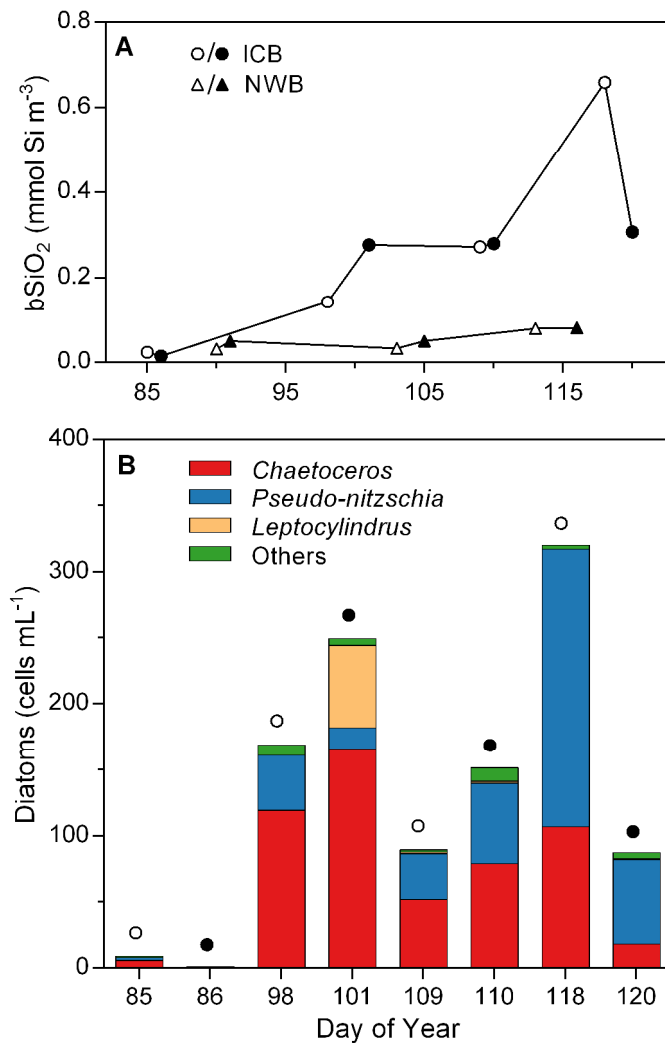 A
○/● ICB
△/▲ NWB
bSiO₂ (mmol Si m⁻³)
0.8
0.6
0.4
0.2
0.0
85 95 105 115
B
Chaetoceros
Pseudo-nitzschia
Leptocylindrus
Others
Diatoms (cells mL⁻¹)
400
300
200
100
0
85 86 98 101 109 110 118 120
Day of Year